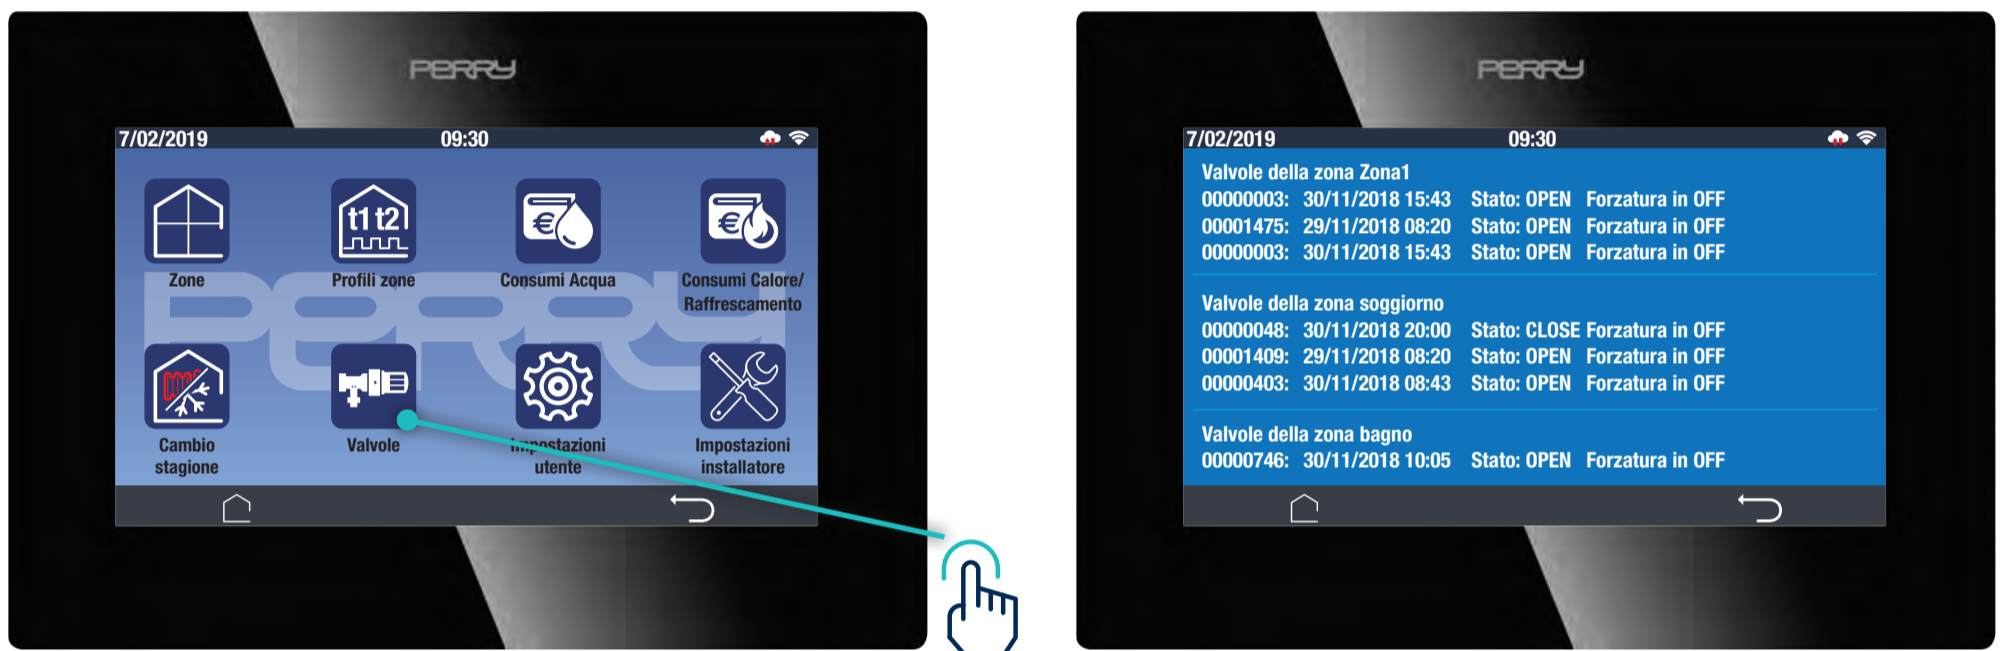 PERRY
7/02/2019 09:30
t1 t2
€
€
Zone
Profili zone
Consumi Acqua
Consumi Calore/
Raffrescamento
PERRY
Cambio
stagione
Valvole
Impostazioni
utente
Impostazioni
installatore
PERRY
7/02/2019 09:30
Valvole della zona Zona1
00000003: 30/11/2018 15:43 Stato: OPEN Forzatura in OFF
00001475: 29/11/2018 08:20 Stato: OPEN Forzatura in OFF
00000003: 30/11/2018 15:43 Stato: OPEN Forzatura in OFF
Valvole della zona soggiorno
00000048: 30/11/2018 20:00 Stato: CLOSE Forzatura in OFF
00001409: 29/11/2018 08:20 Stato: OPEN Forzatura in OFF
00000403: 30/11/2018 08:43 Stato: OPEN Forzatura in OFF
Valvole della zona bagno
00000746: 30/11/2018 10:05 Stato: OPEN Forzatura in OFF